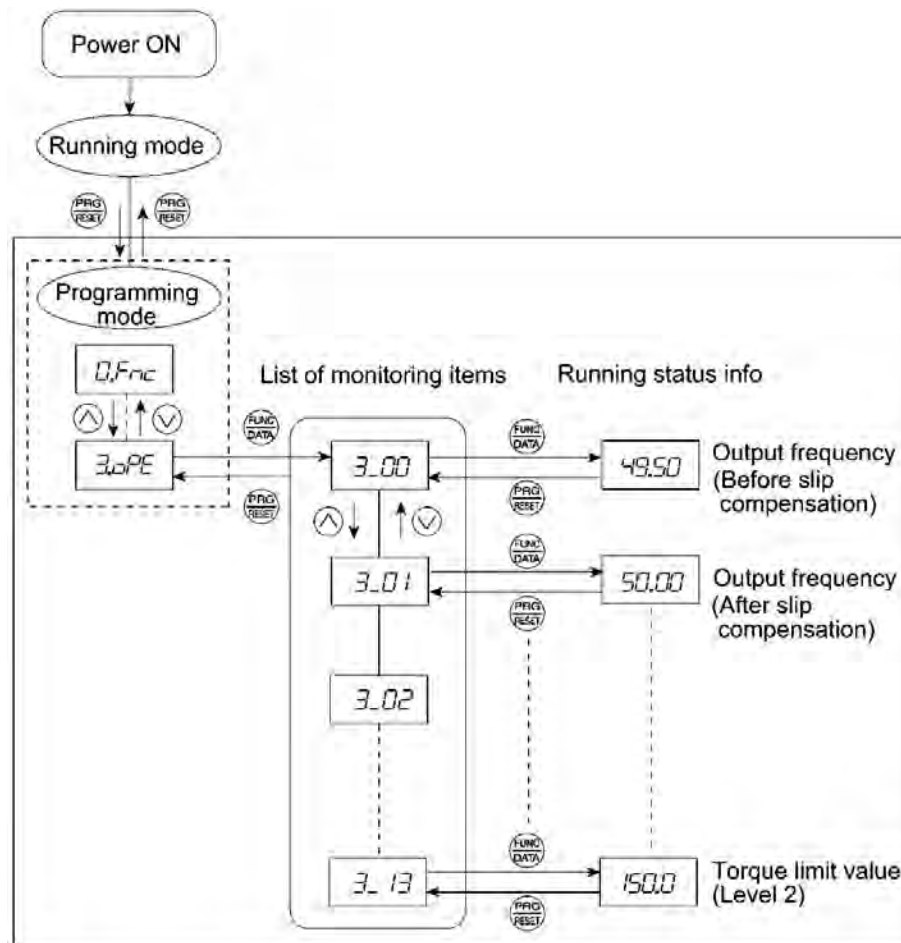 Power ON
Running mode
PRG
RESET
PRG
RESET
Programming
mode
0.Fnc
3.oPE
List of monitoring items
Running status info
FUNC
DATA
PRG
RESET
3_00
FUNC
DATA
PRG
RESET
49.50
Output frequency
(Before slip
compensation)
3_01
FUNC
DATA
PRG
RESET
50.00
Output frequency
(After slip
compensation)
3_02
3_13
FUNC
DATA
PRG
RESET
150.0
Torque limit value
(Level 2)